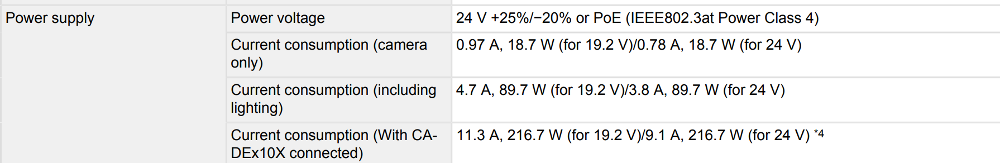 Power supply
Power voltage
24 V +25%/−20% or PoE (IEEE802.3at Power Class 4)
Current consumption (camera
only)
0.97 A, 18.7 W (for 19.2 V)/0.78 A, 18.7 W (for 24 V)
Current consumption (including
lighting)
4.7 A, 89.7 W (for 19.2 V)/3.8 A, 89.7 W (for 24 V)
Current consumption (With CA-
DEx10X connected)
11.3 A, 216.7 W (for 19.2 V)/9.1 A, 216.7 W (for 24 V) *4